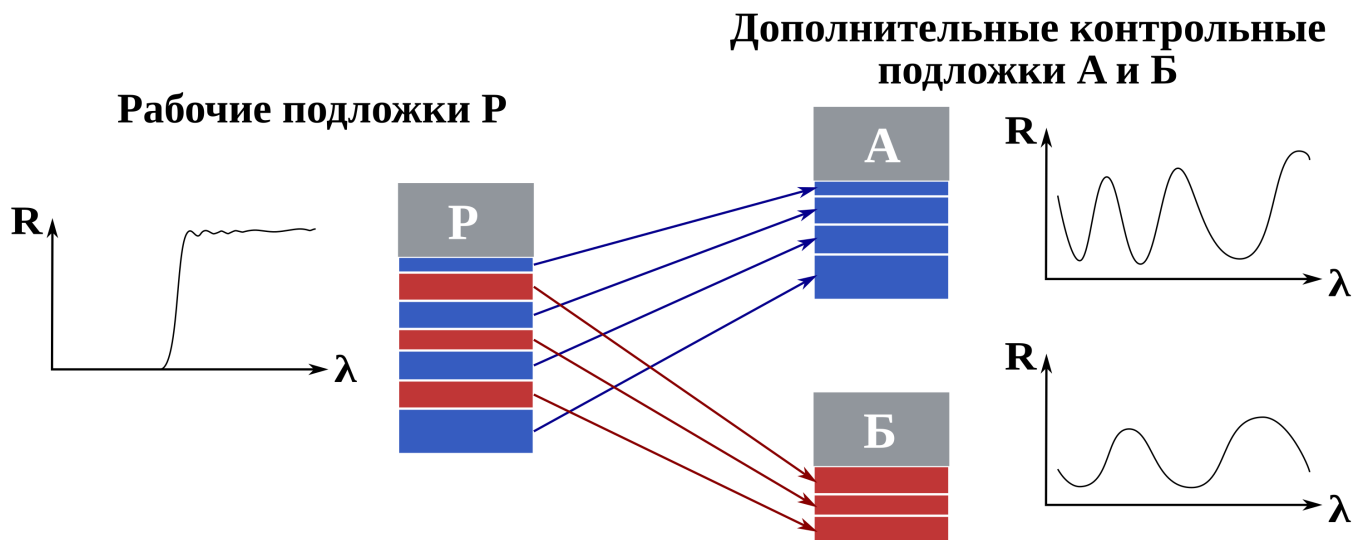 Дополнительные контрольные
подложки А и Б
Рабочие подложки Р
R
λ
Р
А
R
λ
Б
R
λ